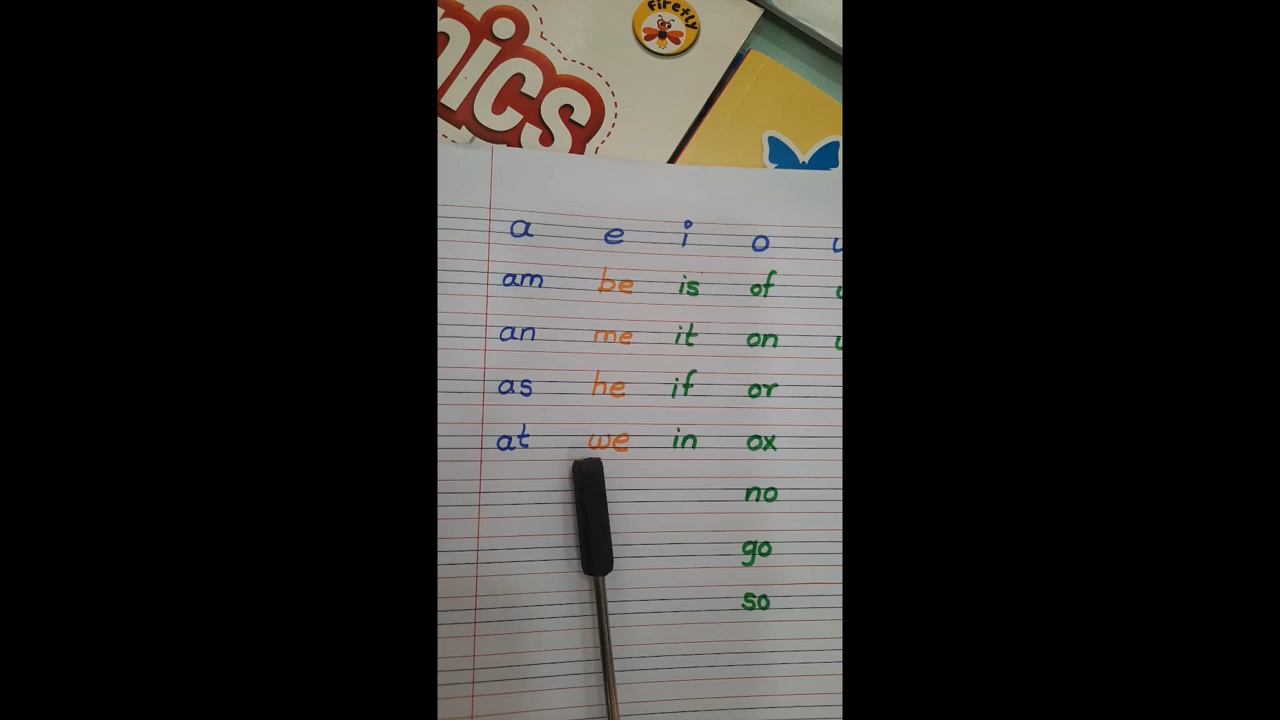 firefly
nics
a e i o
am be is of
an me it on
as he if or
at we in ox
no
go
so